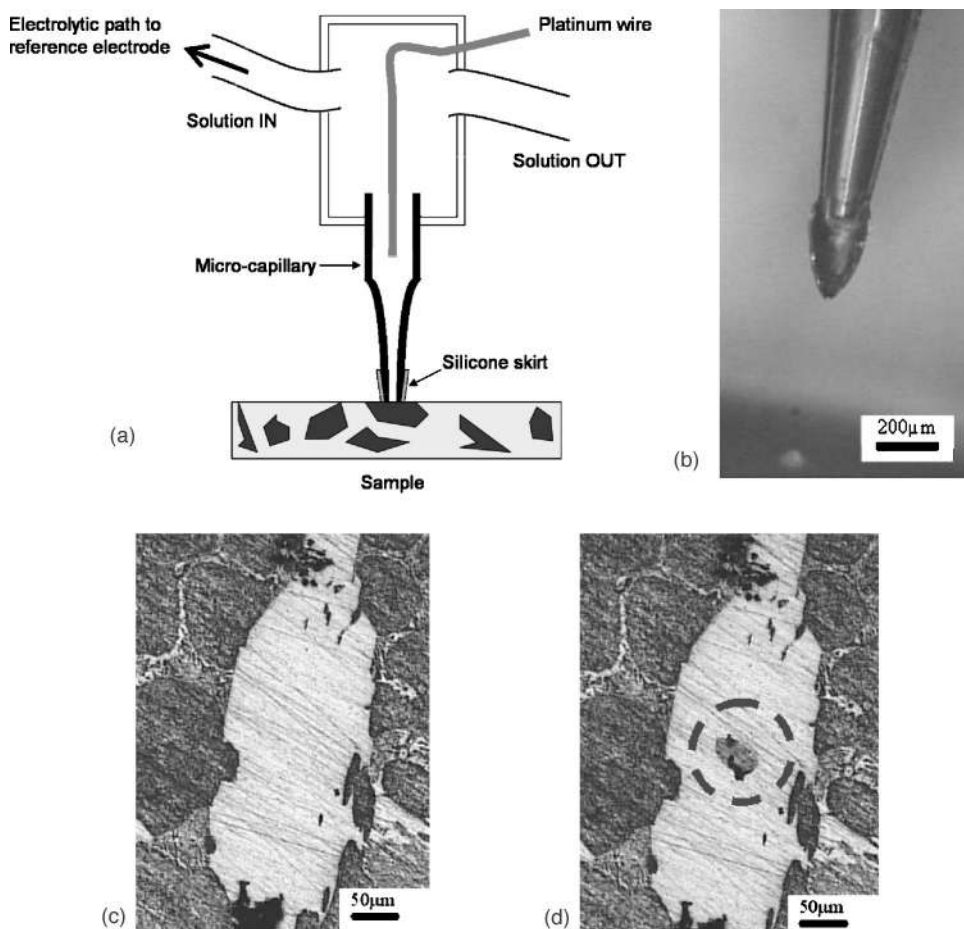 Electrolytic path to
reference electrode
Platinum wire
Solution IN
Solution OUT
Micro-capillary
Silicone skirt
(a)
Sample
200μm
(b)
50μm
(c)
50μm
(d)